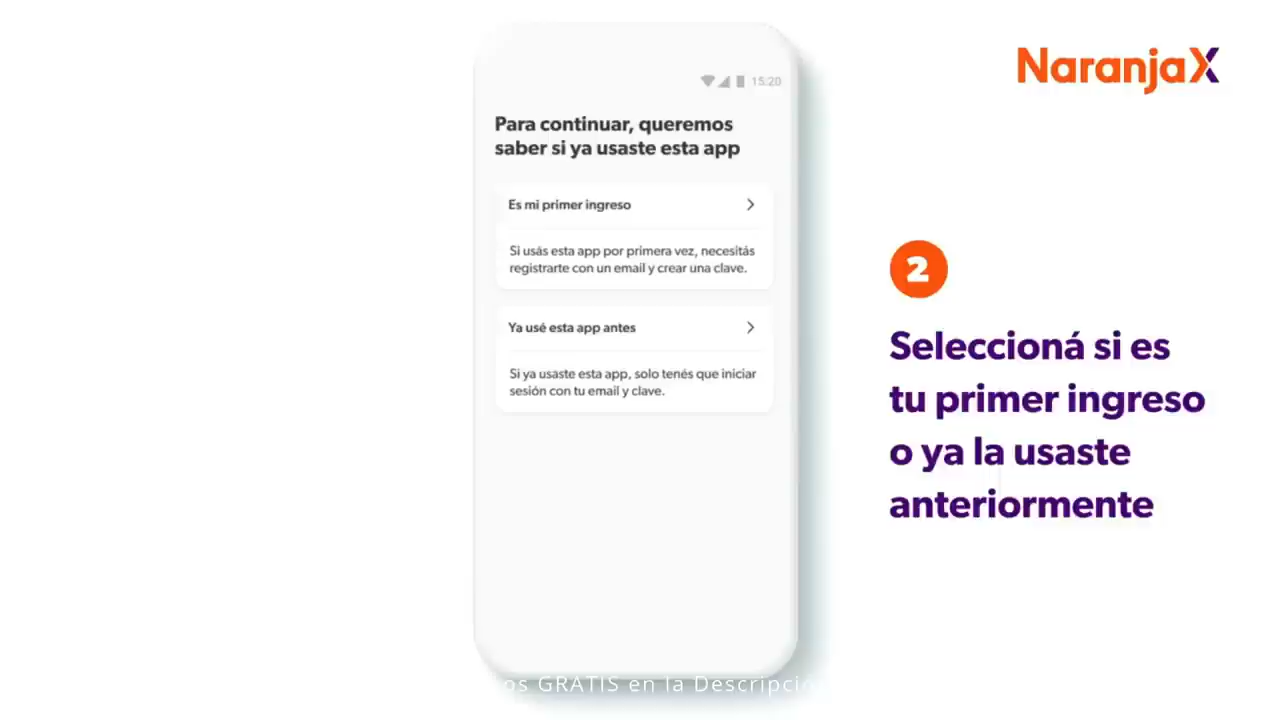 NaranjaX
15:20
Para continuar, queremos
saber si ya usaste esta app
Es mi primer ingreso
Si usás esta app por primera vez, necesitás
registrarte con un email y crear una clave.
Ya usé esta app antes
Si ya usaste esta app, solo tenés que iniciar
sesión con tu email y clave.
2
Seleccioná si es
tu primer ingreso
o ya la usaste
anteriormente
GRATIS en la